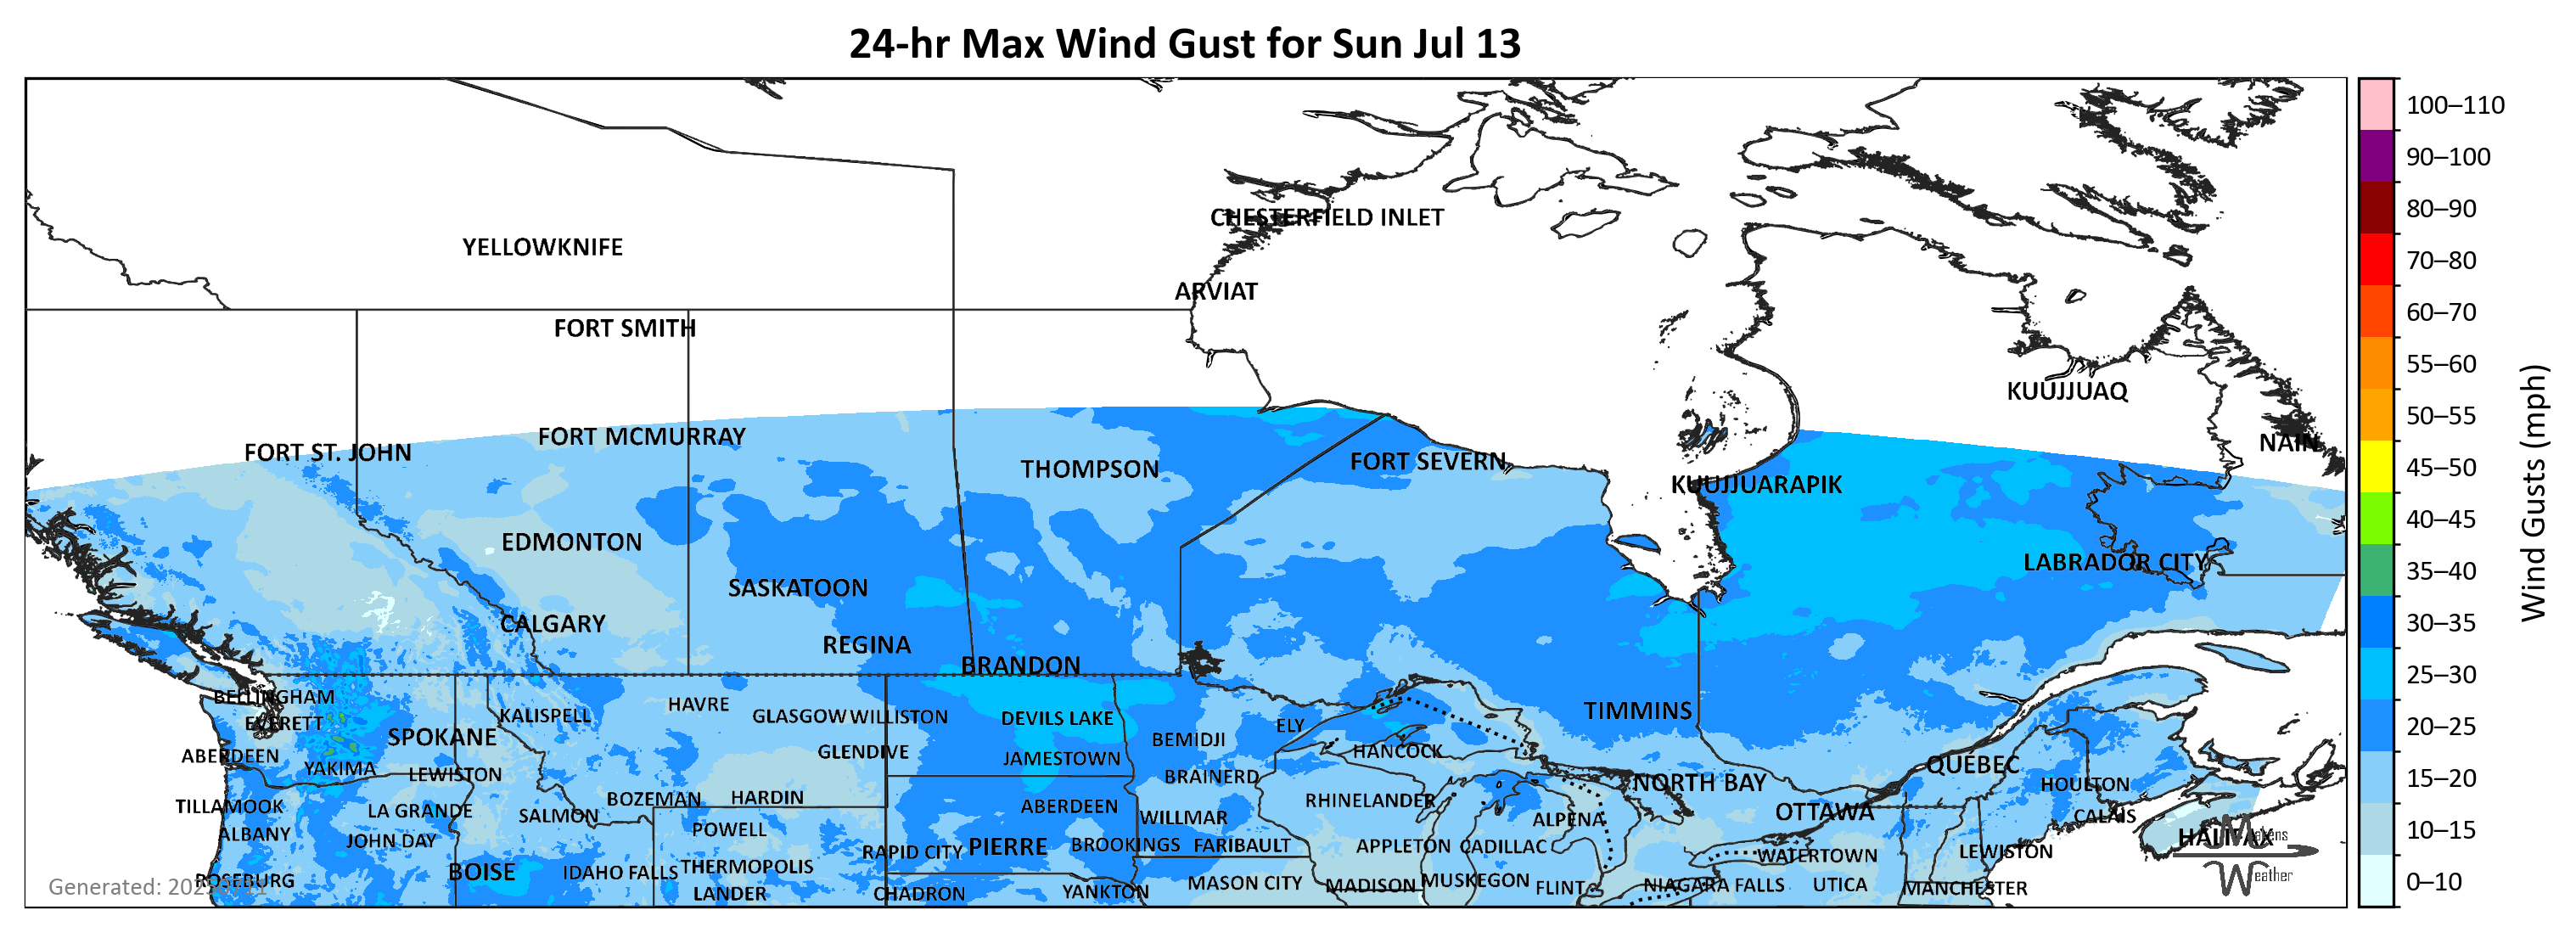 24-hr Max Wind Gust for Sun Jul 13
100–110
90–100
CHESTERFIELD INLET
80–90
YELLOWKNIFE
70–80
ARVIAT
60–70
FORT SMITH
55–60
KUUJJUAQ
50–55
FORT MCMURRAY
NAIN
FORT ST. JOHN
THOMPSON
FORT SEVERN
45–50
KUUJJUARAPIK
40–45
Wind Gusts (mph)
EDMONTON
LABRADOR CITY
35–40
SASKATOON
CALGARY
30–35
REGINA
BRANDON
25–30
BELLINGHAM
HAVRE
KALISPELL
GLASGOW
WILLISTON
DEVILS LAKE
TIMMINS
EVERETT
ELY
20–25
SPOKANE
BEMIDJI
ABERDEEN
GLENDIVE
JAMESTOWN
HANCOCK
YAKIMA
LEWISTON
BRAINERD
NORTH BAY
QUÉBEC
HOULTON
15–20
TILLAMOOK
LA GRANDE
SALMON
BOZEMAN
HARDIN
ABERDEEN
WILLMAR
RHINELANDER
ALPENA
OTTAWA
CALAIS
10–15
ALBANY
JOHN DAY
POWELL
RAPID CITY
PIERRE
BROOKINGS
FARIBAULT
APPLETON
CADILLAC
WATERTOWN
LEWISTON
HALIFAX
Makens
Weather
BOISE
IDAHO FALLS
THERMOPOLIS
ROSEBURG
LANDER
CHADRON
YANKTON
MASON CITY
MADISON
MUSKEGON
FLINT
NIAGARA FALLS
UTICA
MANCHESTER
0–10
Generated: